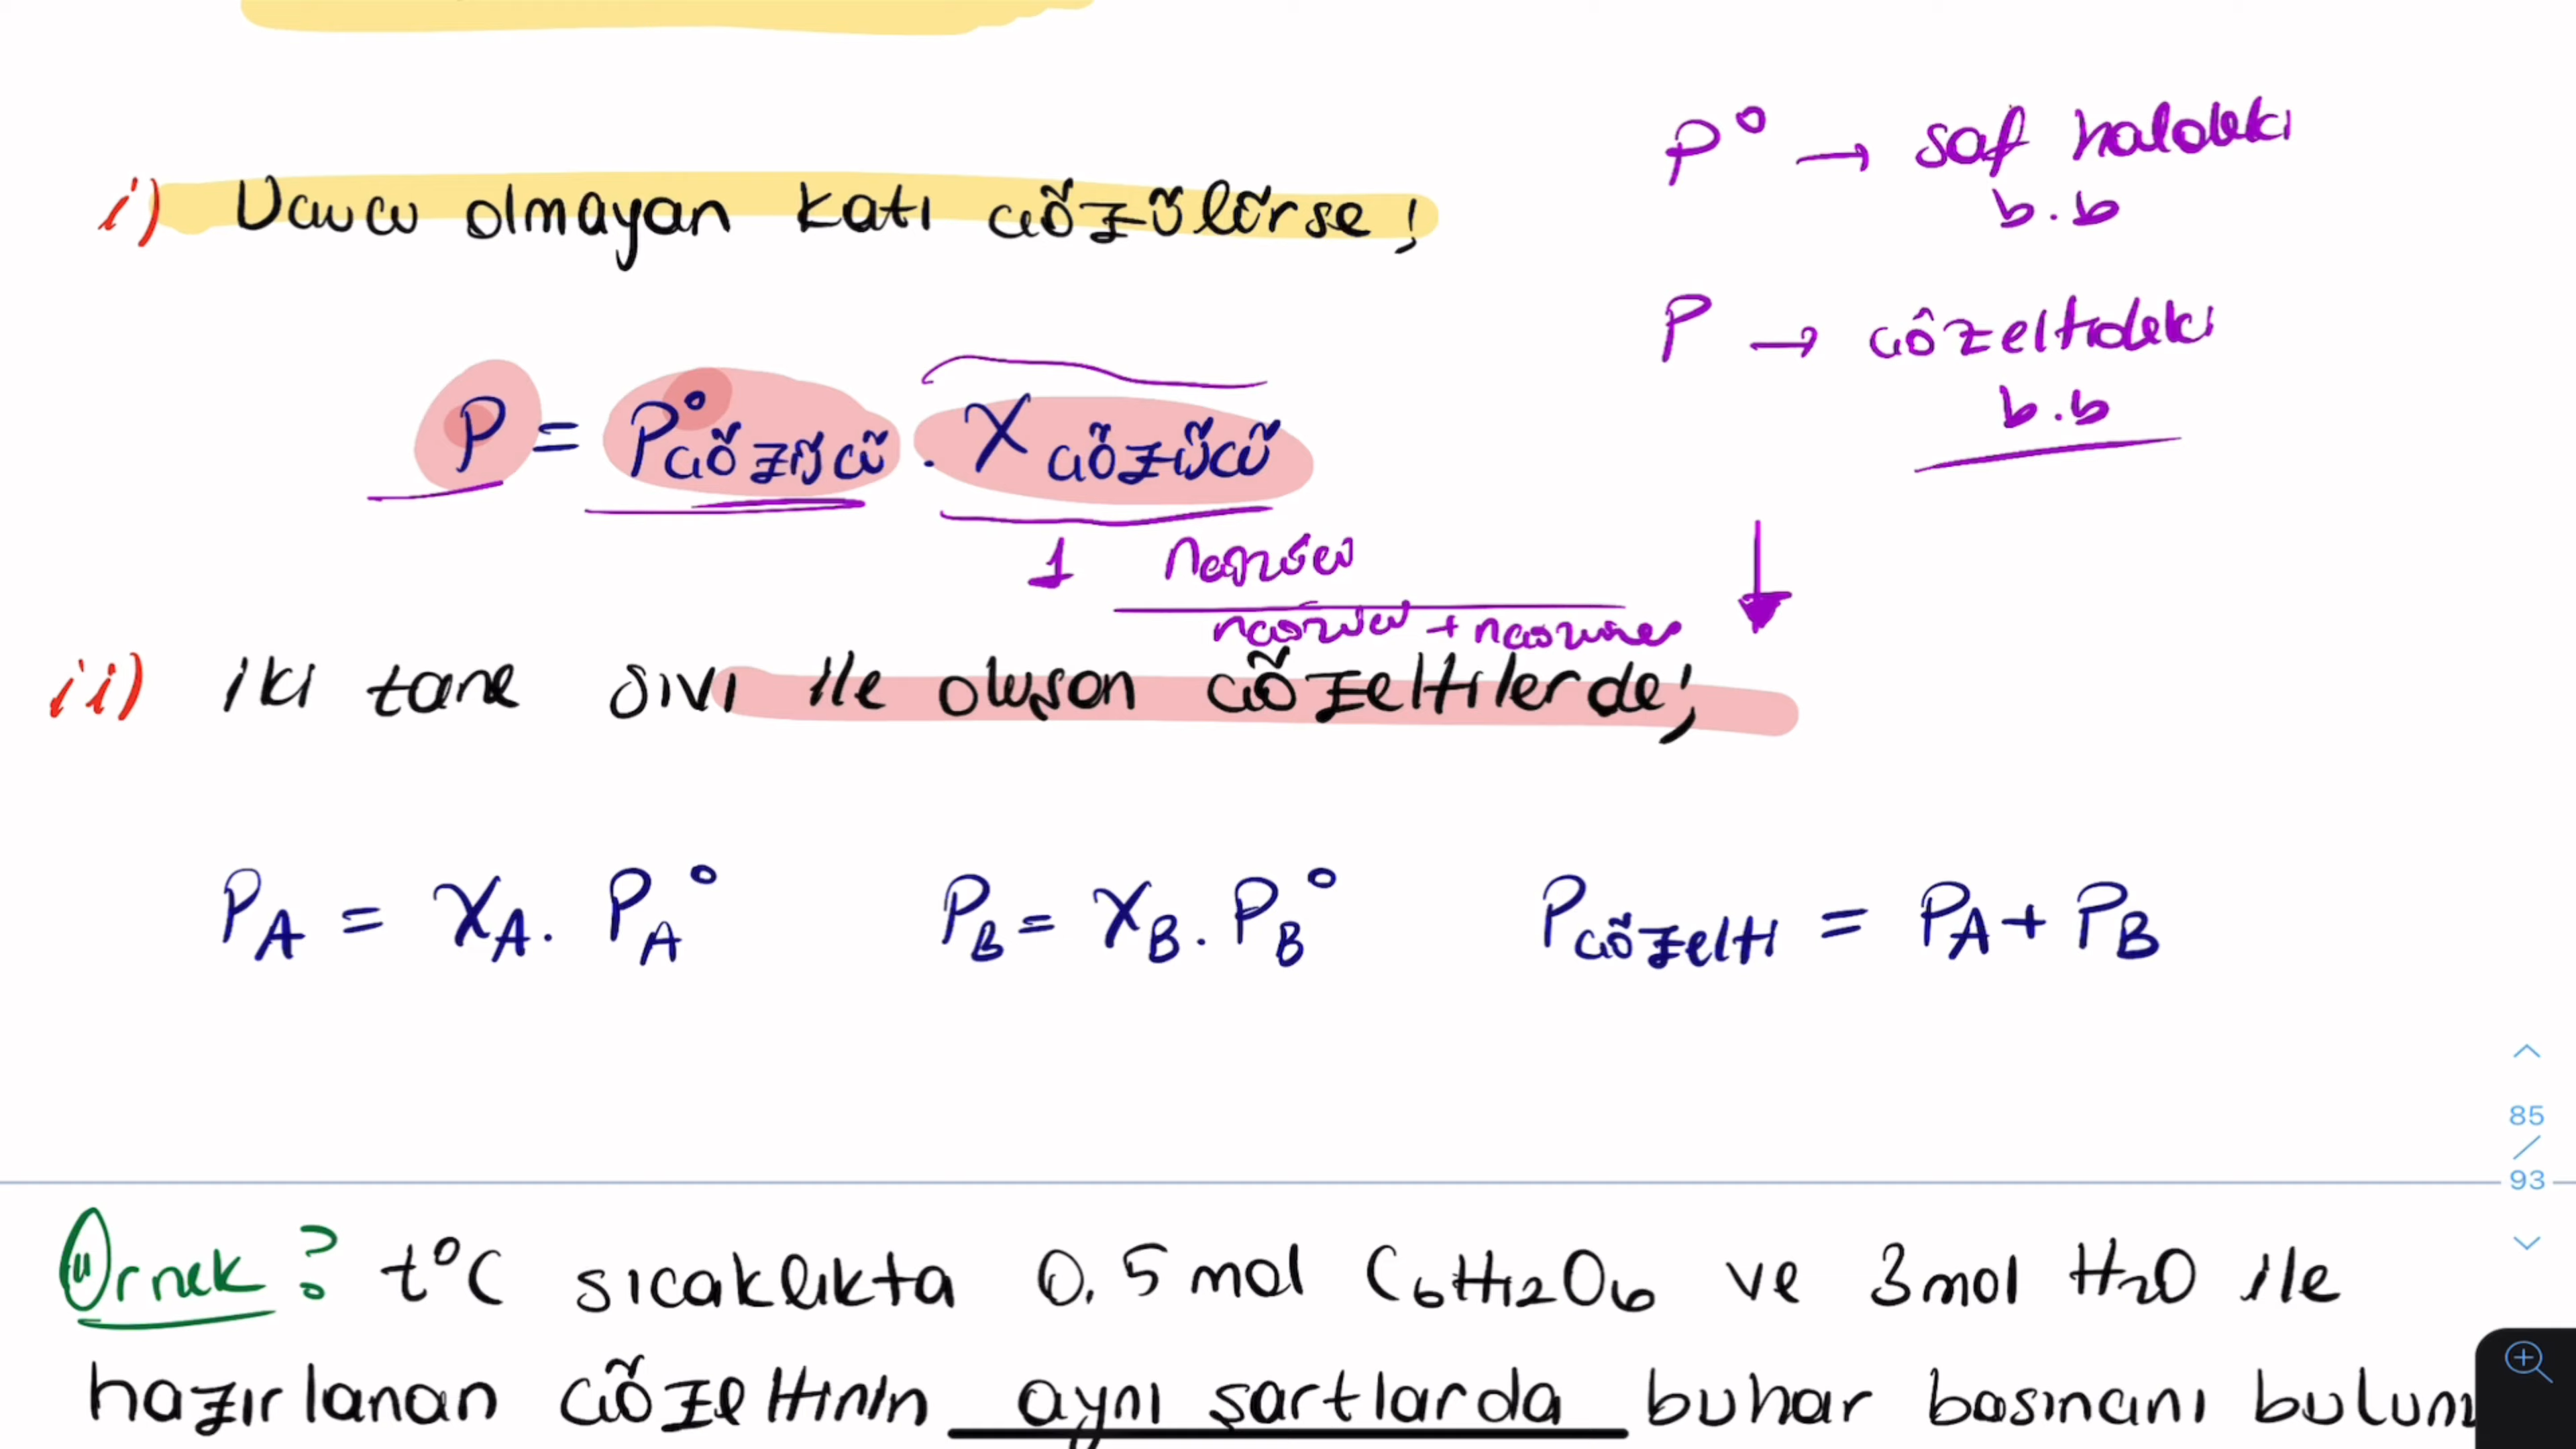 i) Uçucu olmayan katı çözülürse;
P° → saf haldeki
b.b
P → çözeltideki
b.b
P = P°çözücü . X çözücü
1 nçözücü
nçözücü + nçözünen
ii) iki tane sıvı ile oluşan çözeltilerde;
PA = XA. PA° PB = XB. PB° Pçözelti = PA + PB
85
/
93
Örnek? t°C sıcaklıkta 0.5 mol C6H12O6 ve 3 mol H2O ile
hazırlanan çözeltinin aynı şartlarda buhar basıncını